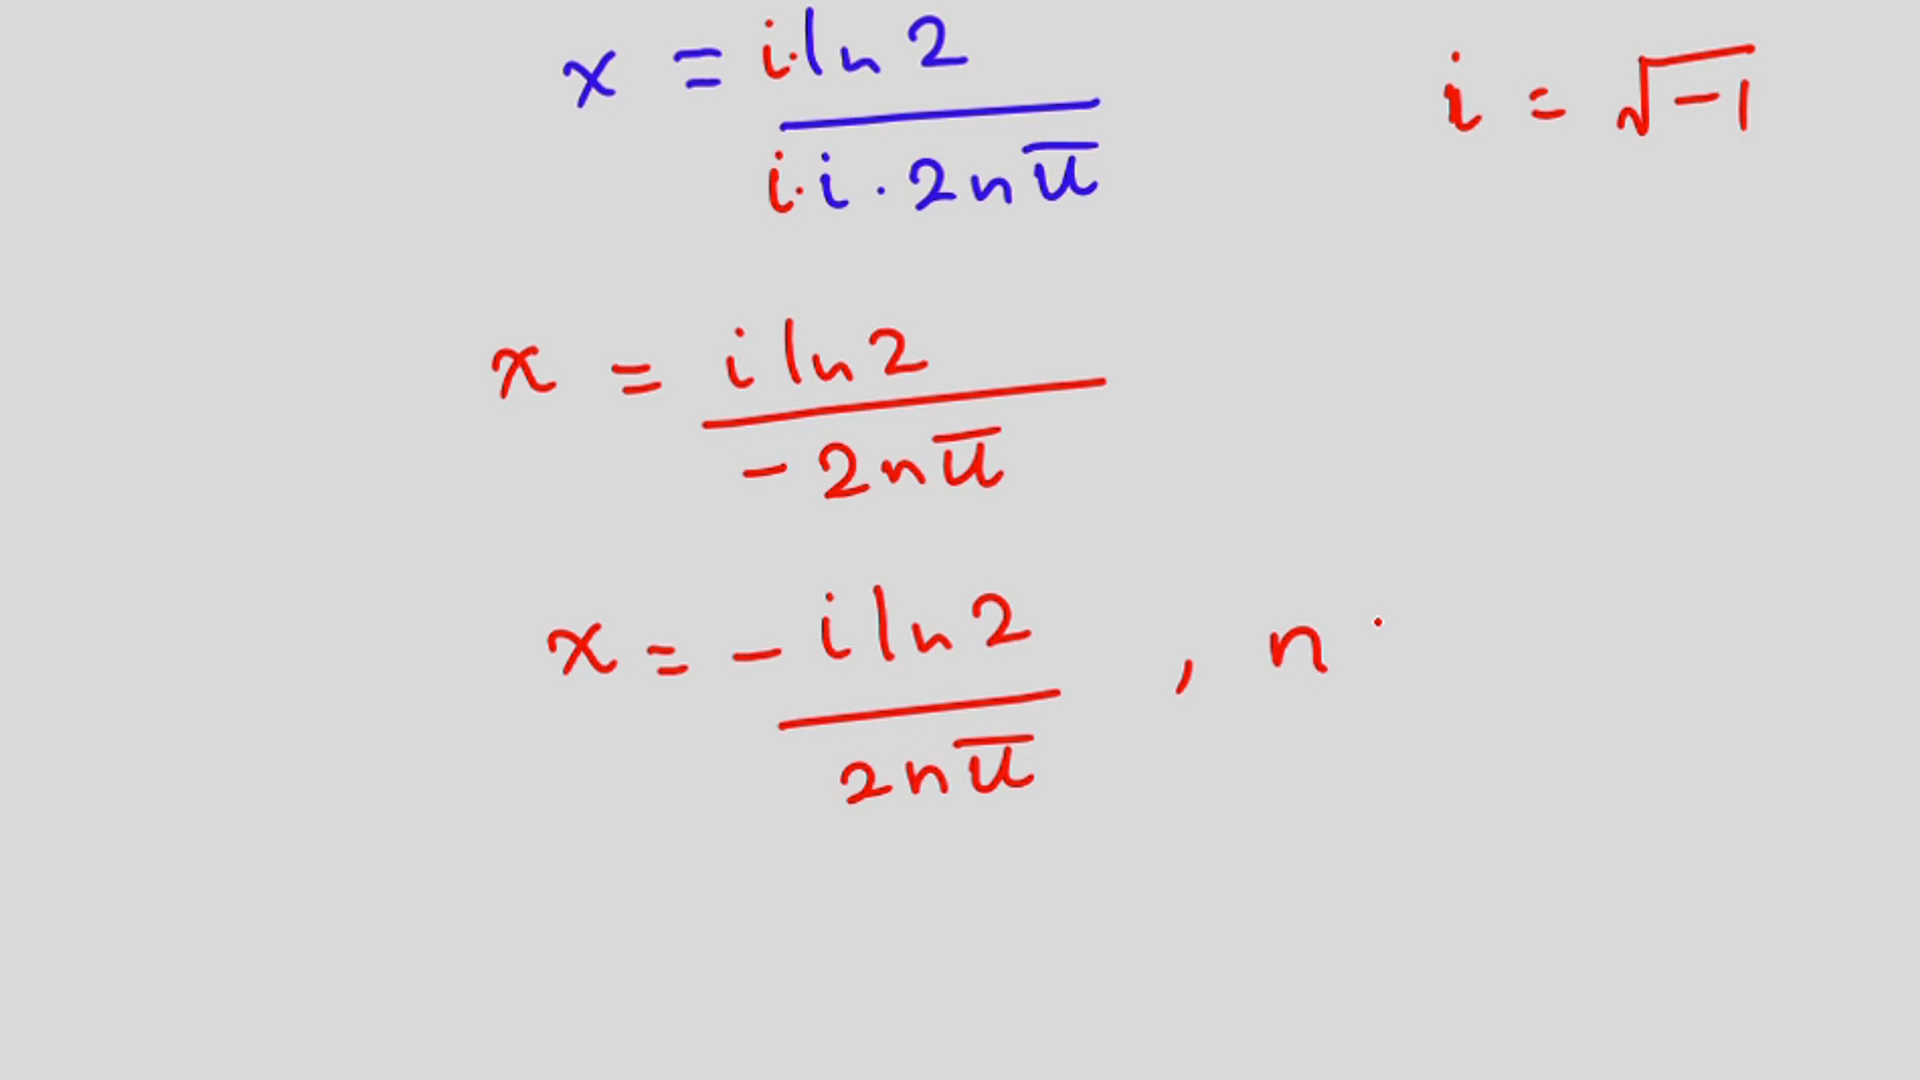 x = i·ln 2 / i·i·2nπ
i = √-1
x = i ln 2 / -2nπ
x = - i ln 2 / 2nπ , n